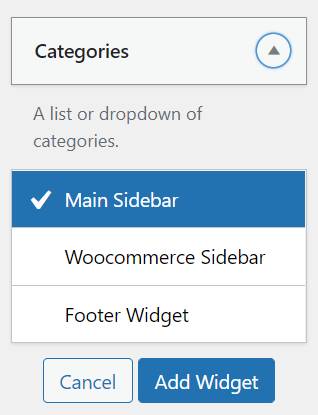 Categories
A list or dropdown of
categories.
Main Sidebar
Woocommerce Sidebar
Footer Widget
Cancel Add Widget